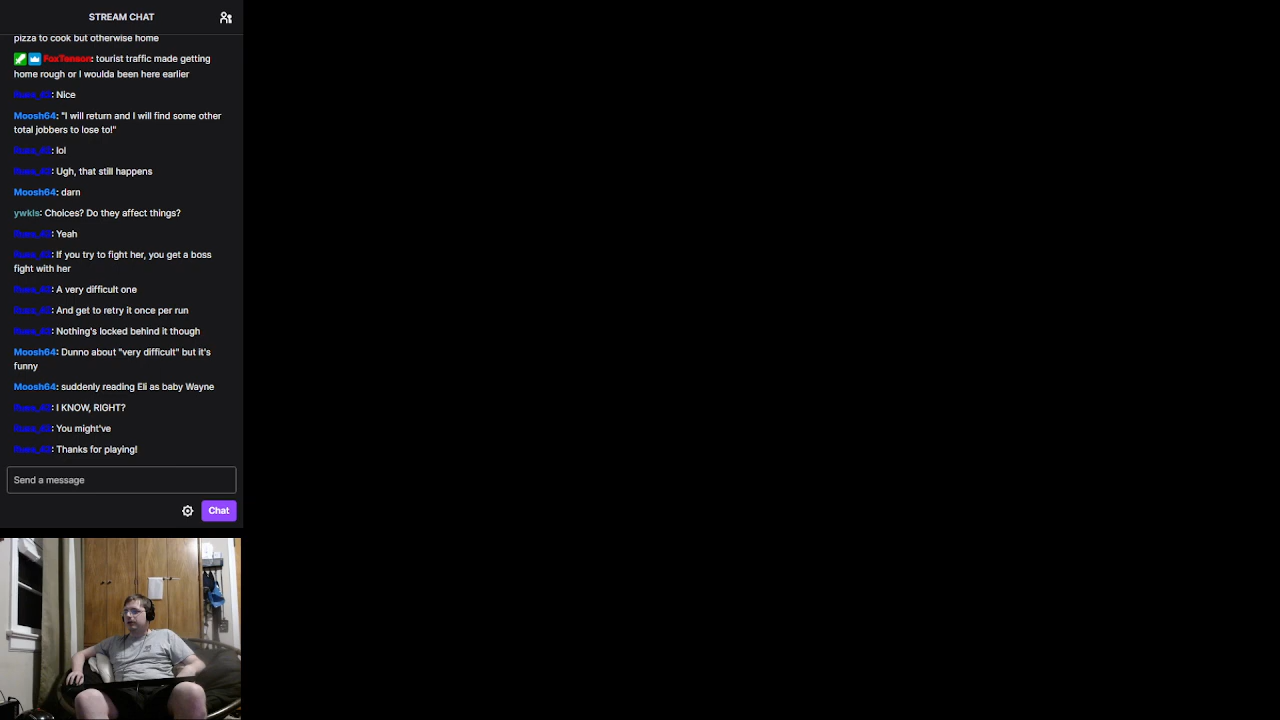 STREAM CHAT
pizza to cook but otherwise home
FoxTenson: tourist traffic made getting
home rough or I woulda been here earlier
: Nice
Moosh64: "I will return and I will find some other
total jobbers to lose to!"
: lol
: Ugh, that still happens
Moosh64: darn
ywkls: Choices? Do they affect things?
: Yeah
: If you try to fight her, you get a boss
fight with her
: A very difficult one
: And get to retry it once per run
: Nothing's locked behind it though
Moosh64: Dunno about "very difficult" but it's
funny
Moosh64: suddenly reading Eli as baby Wayne
: I KNOW, RIGHT?
: You might've
: Thanks for playing!
Send a message
Chat